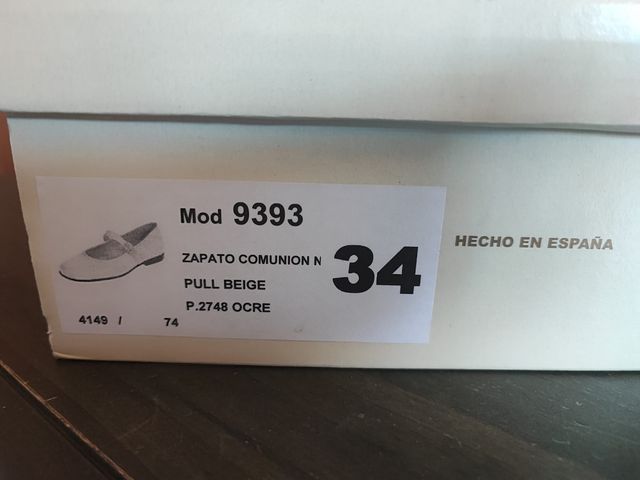 Mod 9393
ZAPATO COMUNION N
34
PULL BEIGE
P.2748 OCRE
4149 / 74
HECHO EN ESPAÑA